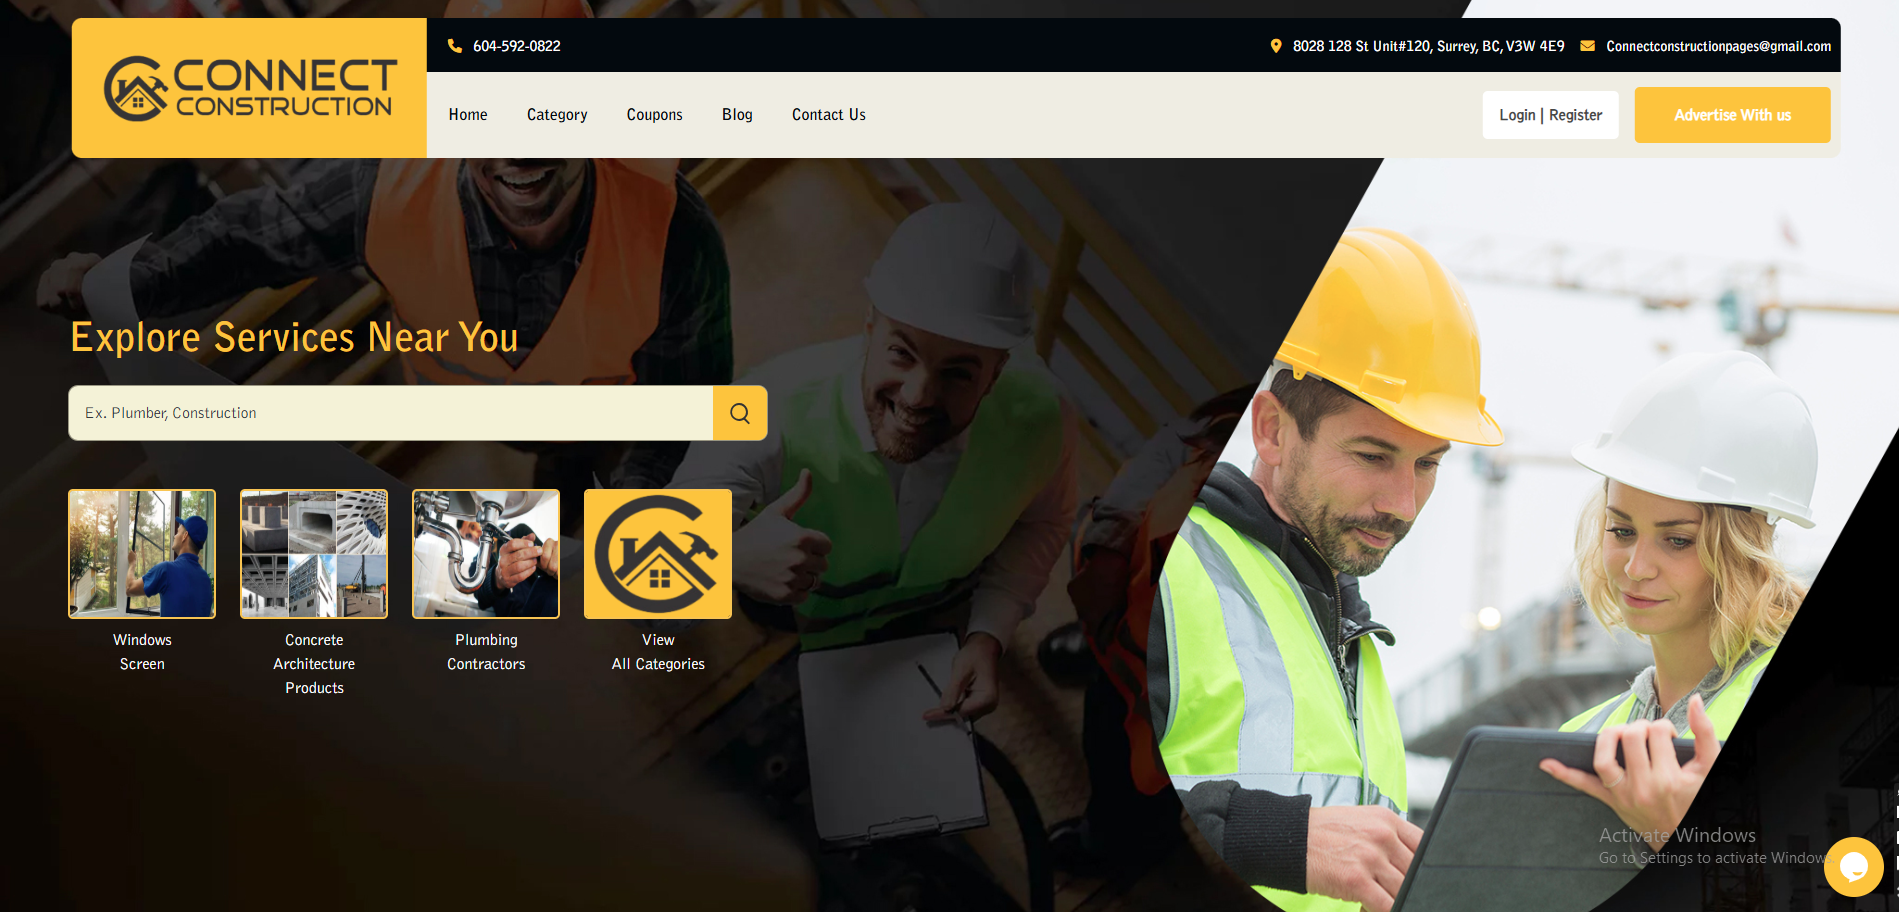 CONNECT
CONSTRUCTION
604-592-0822
8028 128 St Unit#120, Surrey, BC, V3W 4E9
Connectconstructionpages@gmail.com
Home
Category
Coupons
Blog
Contact Us
Login | Register
Advertise With us
Explore Services Near You
Ex. Plumber, Construction
Windows
Screen
Concrete
Architecture
Products
Plumbing
Contractors
View
All Categories
Activate Windows
Go to Settings to activate Windows.